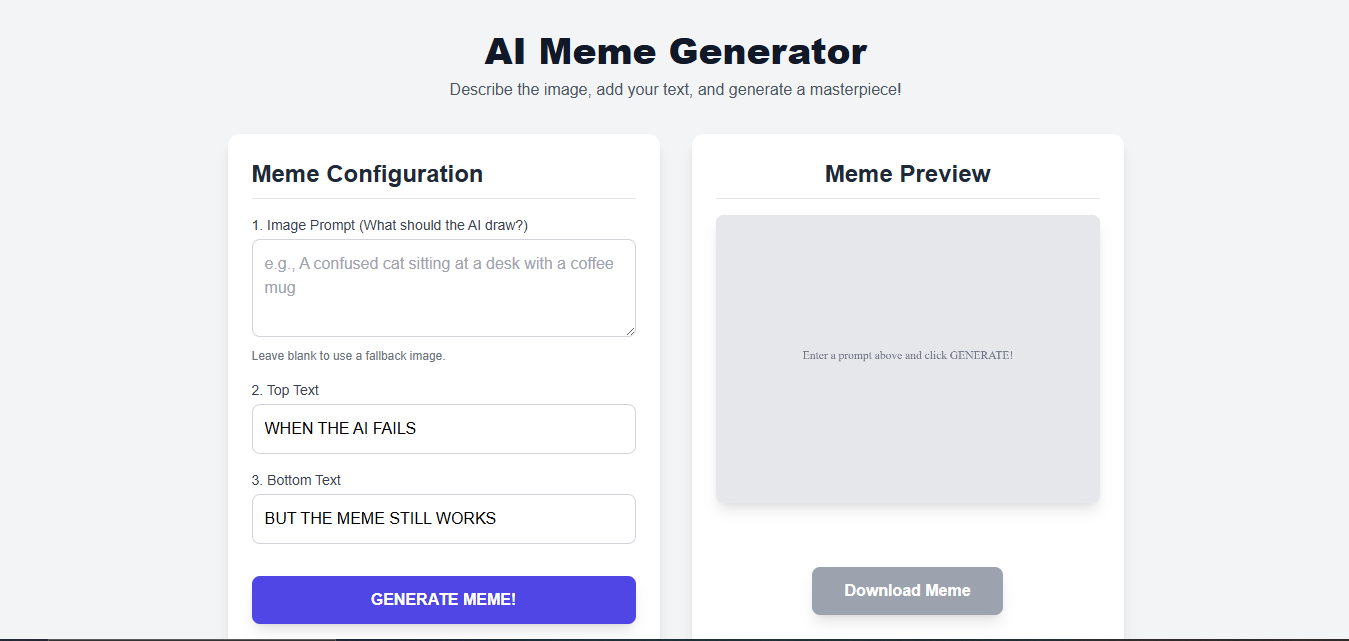 AI Meme Generator
Describe the image, add your text, and generate a masterpiece!
Meme Configuration
1. Image Prompt (What should the AI draw?)
e.g., A confused cat sitting at a desk with a coffee
mug
Leave blank to use a fallback image.
2. Top Text
WHEN THE AI FAILS
3. Bottom Text
BUT THE MEME STILL WORKS
GENERATE MEME!
Meme Preview
Enter a prompt above and click GENERATE!
Download Meme